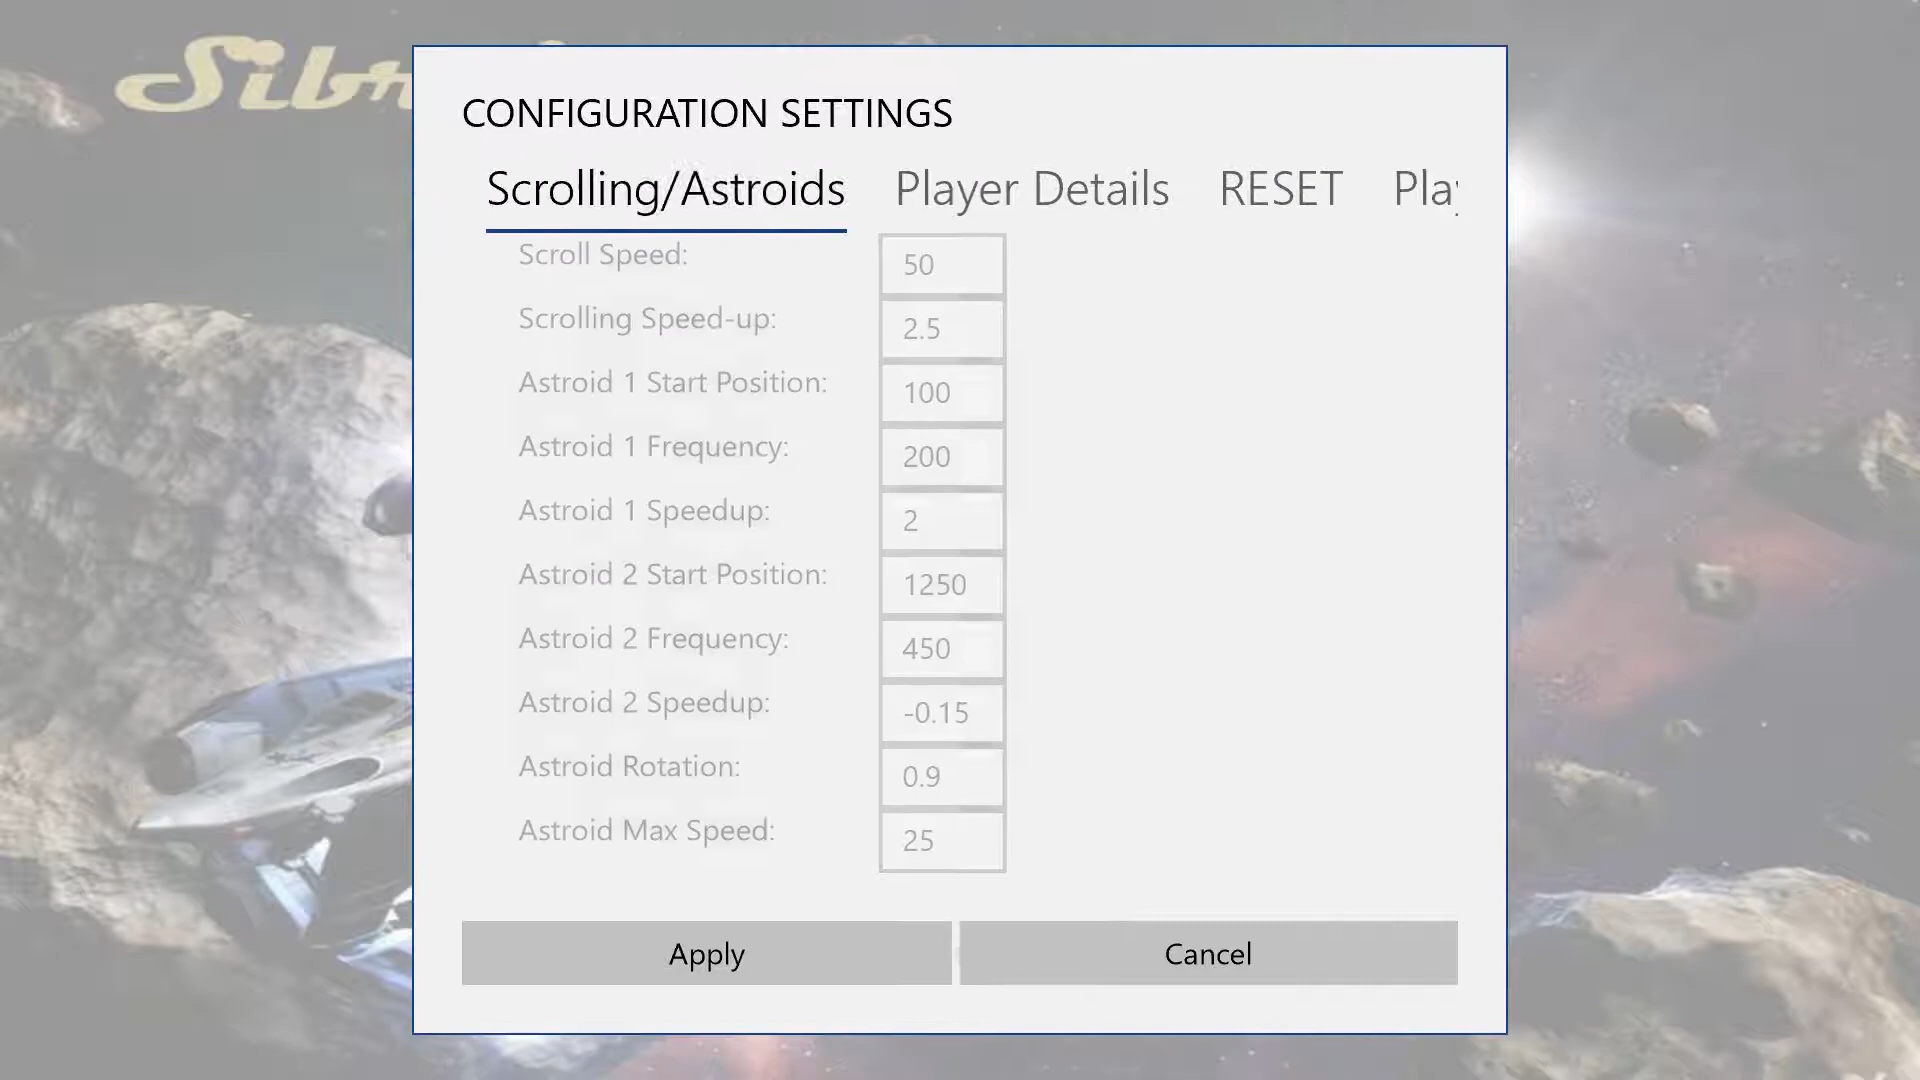 CONFIGURATION SETTINGS
Scrolling/Astroids Player Details RESET
Scroll Speed: 50
Scrolling Speed-up: 2.5
Astroid 1 Start Position: 100
Astroid 1 Frequency: 200
Astroid 1 Speedup: 2
Astroid 2 Start Position: 1250
Astroid 2 Frequency: 450
Astroid 2 Speedup: -0.15
Astroid Rotation: 0.9
Astroid Max Speed: 25
Apply Cancel